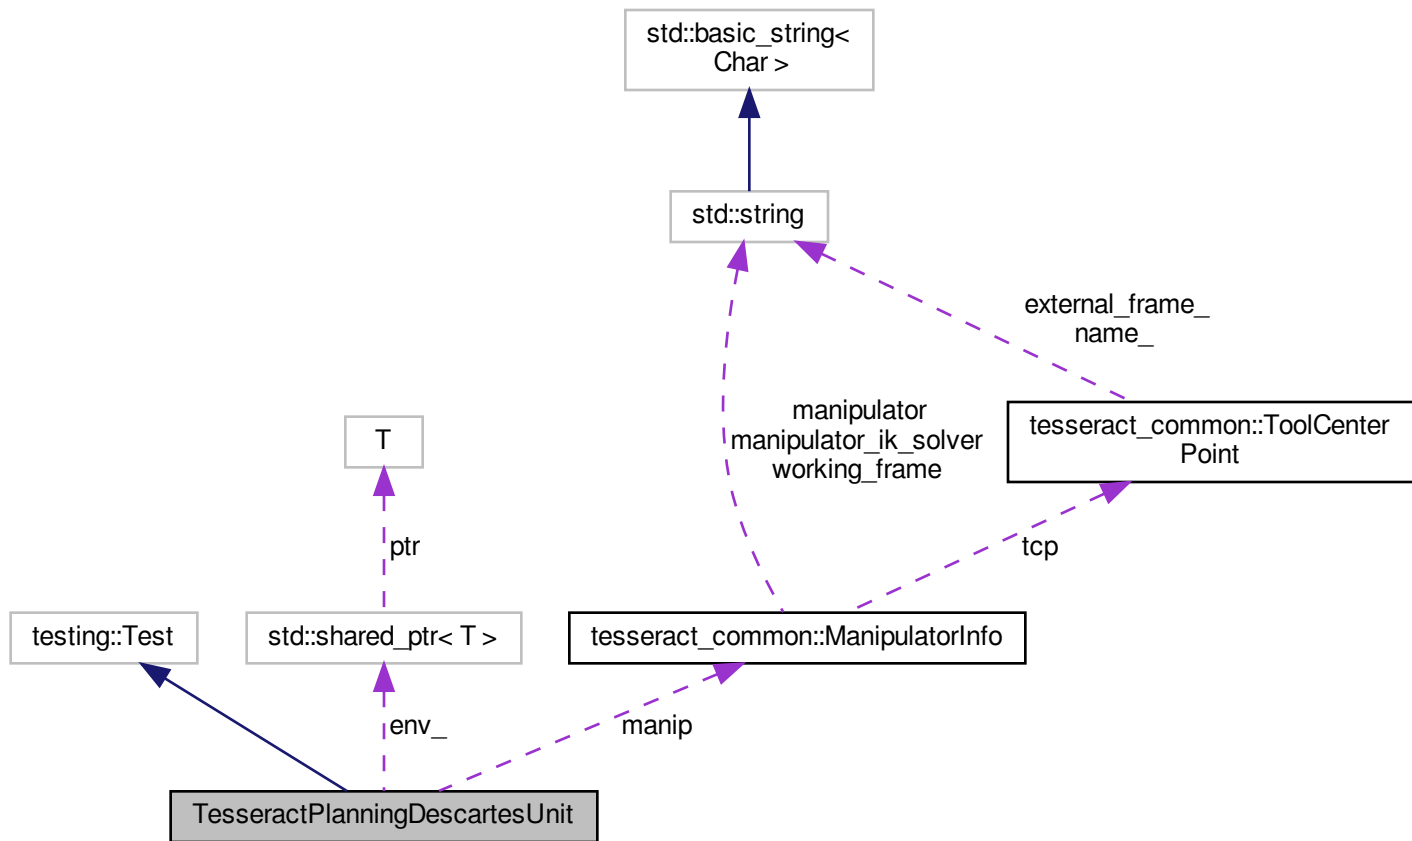 std::basic_string<
Char >
std::string
external_frame_
name_
manipulator
manipulator_ik_solver
working_frame
tesseract_common::ToolCenter
Point
T
ptr
tcp
testing::Test
std::shared_ptr< T >
tesseract_common::ManipulatorInfo
env_
manip
TesseractPlanningDescartesUnit